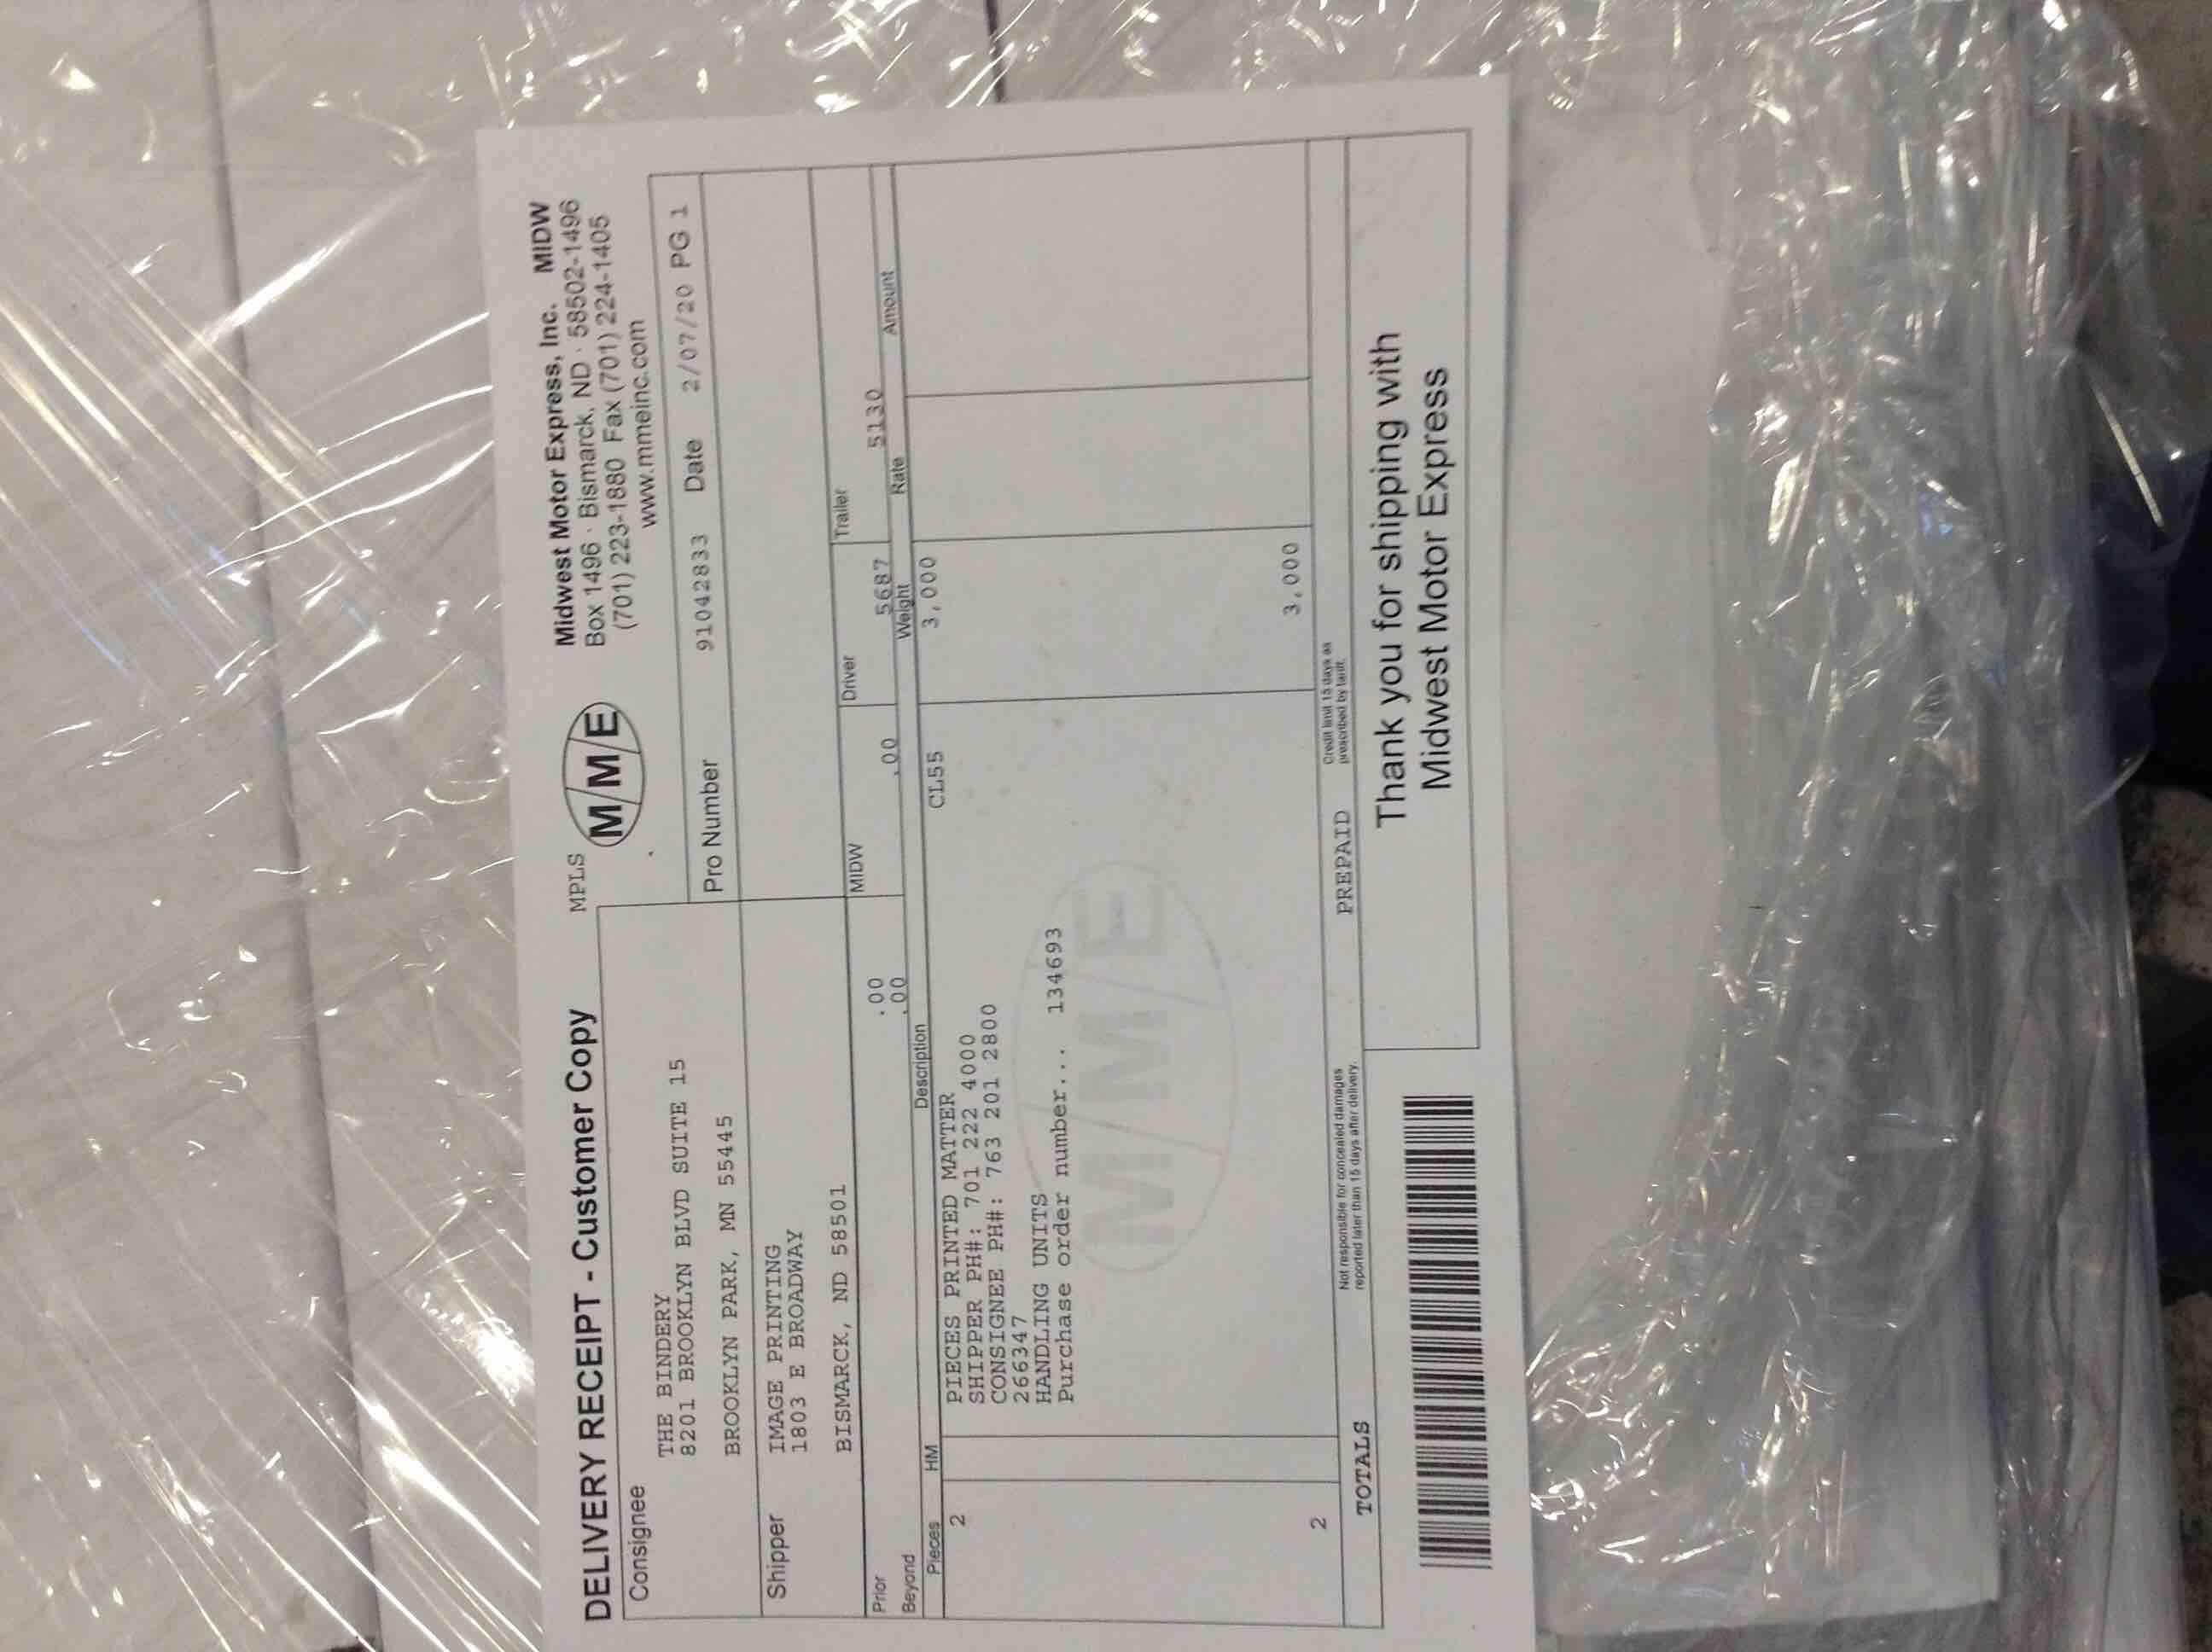 DELIVERY RECEIPT - Customer Copy
MPLS
M/M/E
Midwest Motor Express, Inc. MIDW
Box 1496 · Bismarck, ND · 58502-1496
(701) 223-1880 Fax (701) 224-1405
www.mmeinc.com
Consignee
THE BINDERY
8201 BROOKLYN BLVD SUITE 15
BROOKLYN PARK, MN 55445
Pro Number 91042833 Date 2/07/20 PG 1
Shipper IMAGE PRINTING
1803 E BROADWAY
BISMARCK, ND 58501
MIDW Driver Trailer
Prior .00 5687 5130
Beyond .00 .00
Pieces HM Description Weight Rate Amount
2 PIECES PRINTED MATTER CL55 3,000
SHIPPER PH#: 701 222 4000
CONSIGNEE PH#: 763 201 2800
266347
HANDLING UNITS
Purchase order number... 134693
M/M/E
2 3,000
TOTALS
Not responsible for concealed damages
reported later than 15 days after delivery.
PREPAID
Credit limit 15 days as
prescribed by tariff.
Thank you for shipping with
Midwest Motor Express